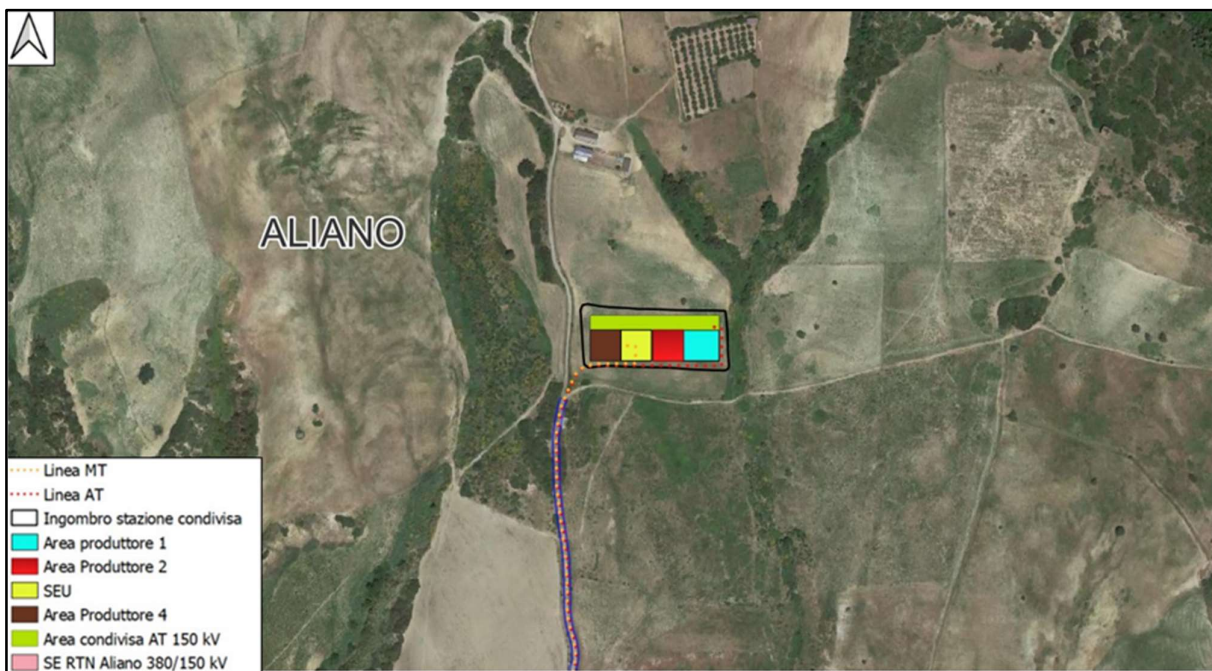 ALIANO
Linea MT
Linea AT
Ingombro stazione condivisa
Area produttore 1
Area Produttore 2
SEU
Area Produttore 4
Area condivisa AT 150 kV
SE RTN Aliano 380/150 kV